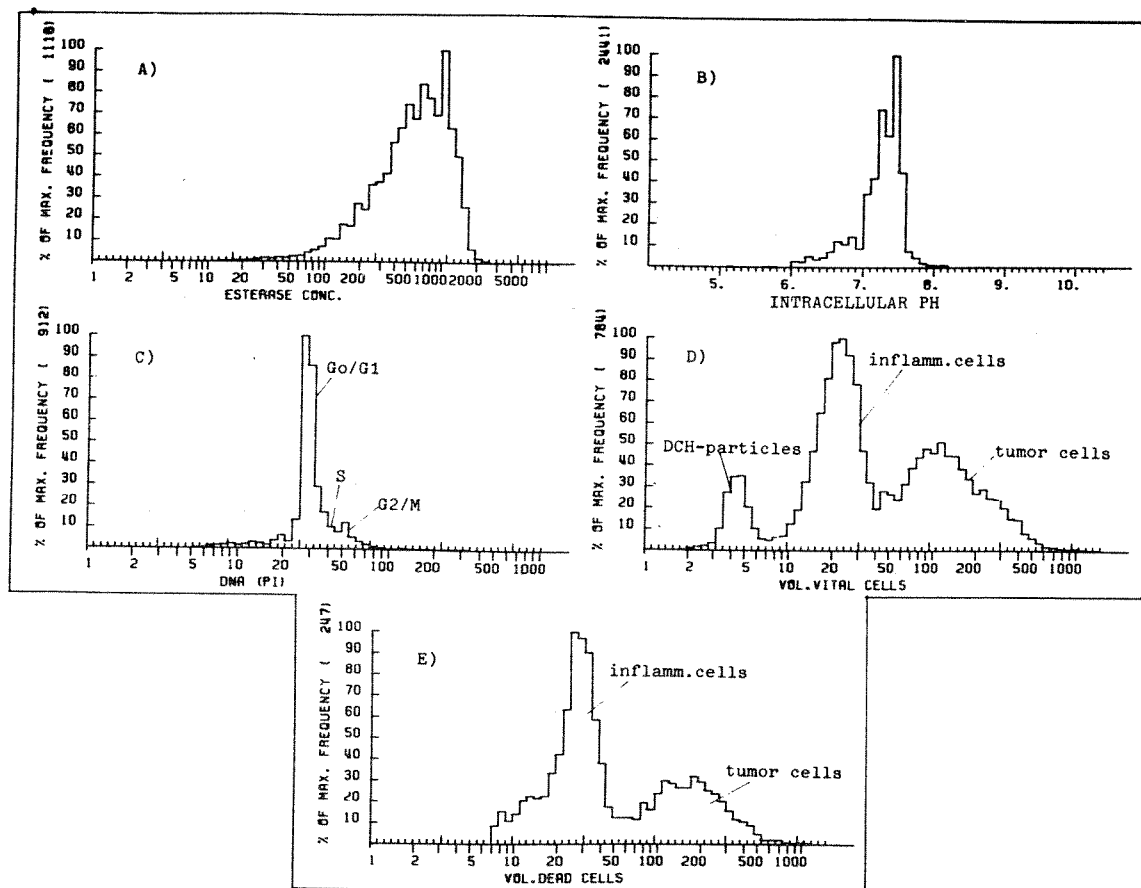 A)
% OF MAX. FREQUENCY ( 1118)
100
90
80
70
60
50
40
30
20
10
1 2 5 10 20 50 100 200 500 1000 2000 5000
ESTERASE CONC.
B)
% OF MAX. FREQUENCY ( 2441)
100
90
80
70
60
50
40
30
20
10
5. 6. 7. 8. 9. 10.
INTRACELLULAR PH
C)
% OF MAX. FREQUENCY ( 912)
100
90
80
70
60
50
40
30
20
10
Go/G1
S
G2/M
1 2 5 10 20 50 100 200 500 1000
DNA (PI)
D)
% OF MAX. FREQUENCY ( 784)
100
90
80
70
60
50
40
30
20
10
inflamm.cells
DCH-particles
tumor cells
1 2 5 10 20 50 100 200 500 1000
VOL.VITAL CELLS
E)
% OF MAX. FREQUENCY ( 247)
100
90
80
70
60
50
40
30
20
10
inflamm.cells
tumor cells
1 2 5 10 20 50 100 200 500 1000
VOL.DEAD CELLS